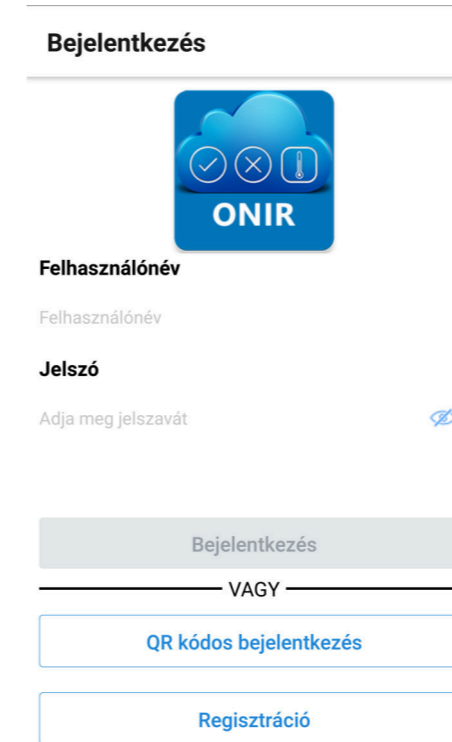 Bejelentkezés
ONIR
Felhasználónév
Felhasználónév
Jelszó
Adja meg jelszavát
Bejelentkezés
VAGY
QR kódos bejelentkezés
Regisztráció